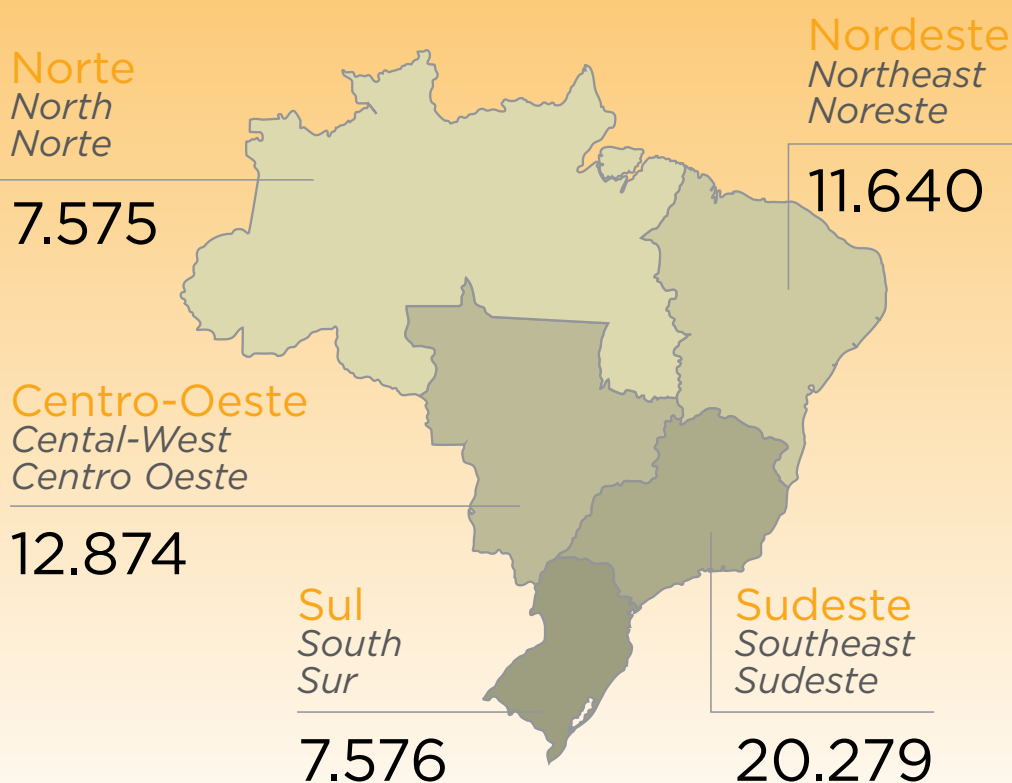 Norte
North
Norte
7.575
Nordeste
Northeast
Noreste
11.640
Centro-Oeste
Cental-West
Centro Oeste
12.874
Sul
South
Sur
7.576
Sudeste
Southeast
Sudeste
20.279